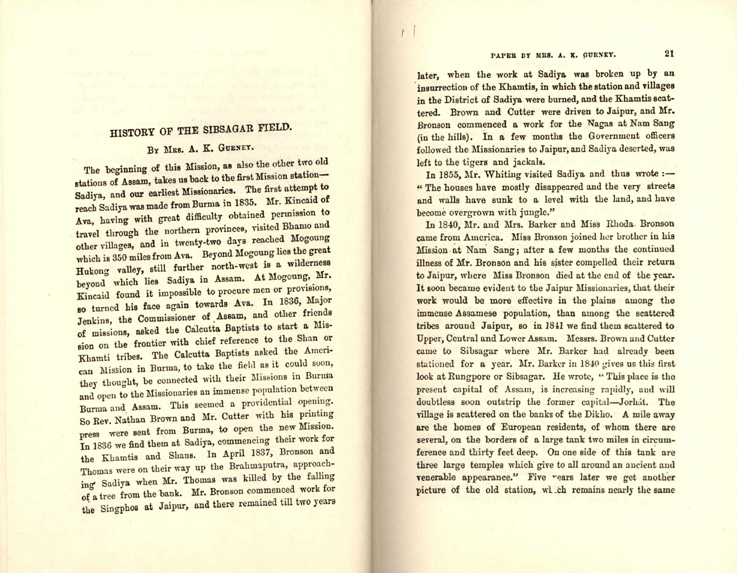 HISTORY OF THE SIBSAGAR FIELD.
By Mrs. A. K. Gurney.
The beginning of this Mission, as also the other two old
stations of Assam, takes us back to the first Mission station—
Sadiya, and our earliest Missionaries. The first attempt to
reach Sadiya was made from Burma in 1835. Mr. Kincaid of
Ava, having with great difficulty obtained permission to
travel through the northern provinces, visited Bhamo and
other villages, and in twenty-two days reached Mogoung
which is 350 miles from Ava. Beyond Mogoung lies the great
Hukong valley, still further north-west is a wilderness
beyond which lies Sadiya in Assam. At Mogoung, Mr.
Kincaid found it impossible to procure men or provisions,
so turned his face again towards Ava. In 1836, Major
Jenkins, the Commissioner of Assam, and other friends
of missions, asked the Calcutta Baptists to start a Mis-
sion on the frontier with chief reference to the Shan or
Khamti tribes. The Calcutta Baptists asked the Ameri-
can Mission in Burma, to take the field as it could soon,
they thought, be connected with their Missions in Burma
and open to the Missionaries an immense population between
Burma and Assam. This seemed a providential opening.
So Rev. Nathan Brown and Mr. Cutter with his printing
press were sent from Burma, to open the new Mission.
In 1836 we find them at Sadiya, commencing their work for
the Khamtis and Shans. In April 1837, Bronson and
Thomas were on their way up the Brahmaputra, approach-
ing Sadiya when Mr. Thomas was killed by the falling
of a tree from the bank. Mr. Bronson commenced work for
the Singphos at Jaipur, and there remained till two years
PAPER BY MRS. A. K. GURNEY. 21
later, when the work at Sadiya was broken up by an
insurrection of the Khamtis, in which the station and villages
in the District of Sadiya were burned, and the Khamtis scat-
tered. Brown and Cutter were driven to Jaipur, and Mr.
Bronson commenced a work for the Nagas at Nam Sang
(in the hills). In a few months the Government officers
followed the Missionaries to Jaipur, and Sadiya deserted, was
left to the tigers and jackals.
In 1855, Mr. Whiting visited Sadiya and thus wrote :—
“ The houses have mostly disappeared and the very streets
and walls have sunk to a level with the land, and have
become overgrown with jungle.”
In 1840, Mr. and Mrs. Barker and Miss Rhoda Bronson
came from America. Miss Bronson joined her brother in his
Mission at Nam Sang; after a few months the continued
illness of Mr. Bronson and his sister compelled their return
to Jaipur, where Miss Bronson died at the end of the year.
It soon became evident to the Jaipur Missionaries, that their
work would be more effective in the plains among the
immense Assamese population, than among the scattered
tribes around Jaipur, so in 1841 we find them scattered to
Upper, Central and Lower Assam. Messrs. Brown and Cutter
came to Sibsagar where Mr. Barker had already been
stationed for a year. Mr. Barker in 1840 gives us this first
look at Rungpore or Sibsagar. He wrote, “ This place is the
present capital of Assam, is increasing rapidly, and will
doubtless soon outstrip the former capital—Jorhát. The
village is scattered on the banks of the Dikho. A mile away
are the homes of European residents, of whom there are
several, on the borders of a large tank two miles in circum-
ference and thirty feet deep. On one side of this tank are
three large temples which give to all around an ancient and
venerable appearance.” Five years later we get another
picture of the old station, which remains nearly the same